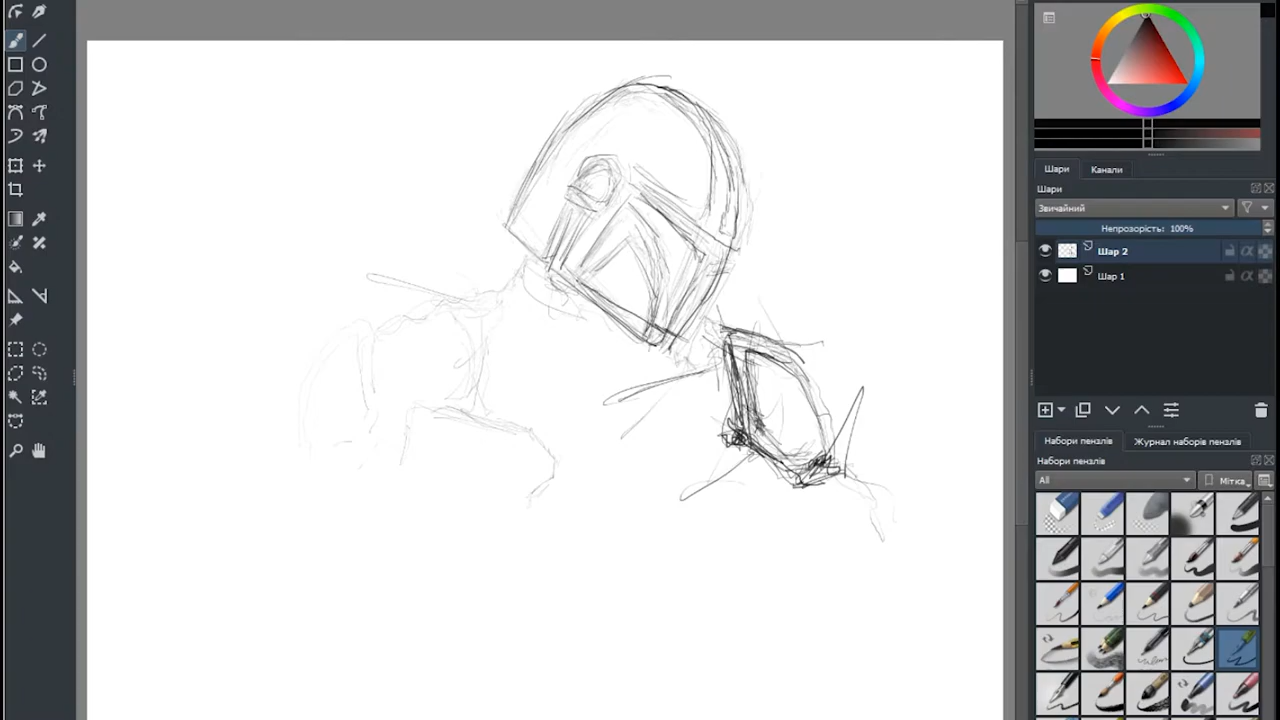 Шари Канали
Шари
Звичайний
Непрозорість: 100%
Шар 2
Шар 1
Набори пензлів Журнал наборів пензлів
Набори пензлів
All Мітка